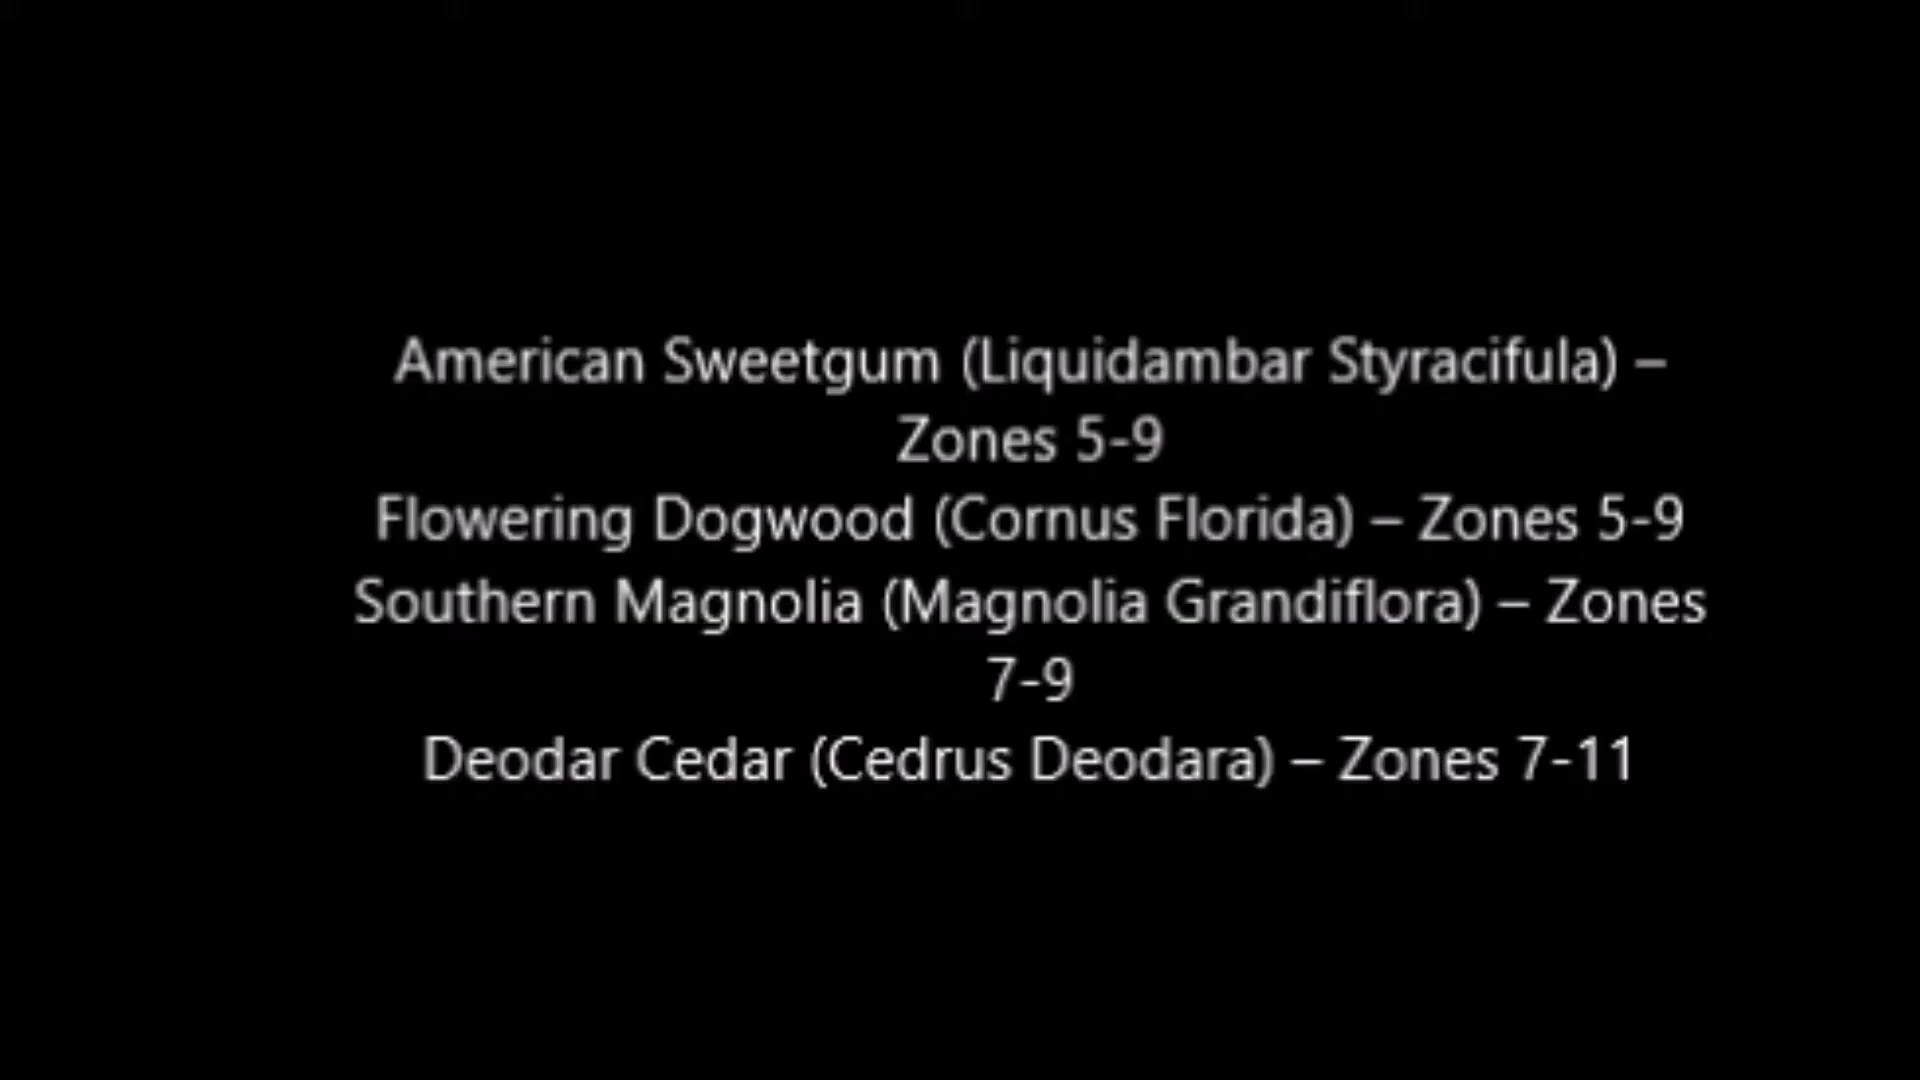 American Sweetgum (Liquidambar Styracifula) –
Zones 5-9
Flowering Dogwood (Cornus Florida) – Zones 5-9
Southern Magnolia (Magnolia Grandiflora) – Zones
7-9
Deodar Cedar (Cedrus Deodara) – Zones 7-11